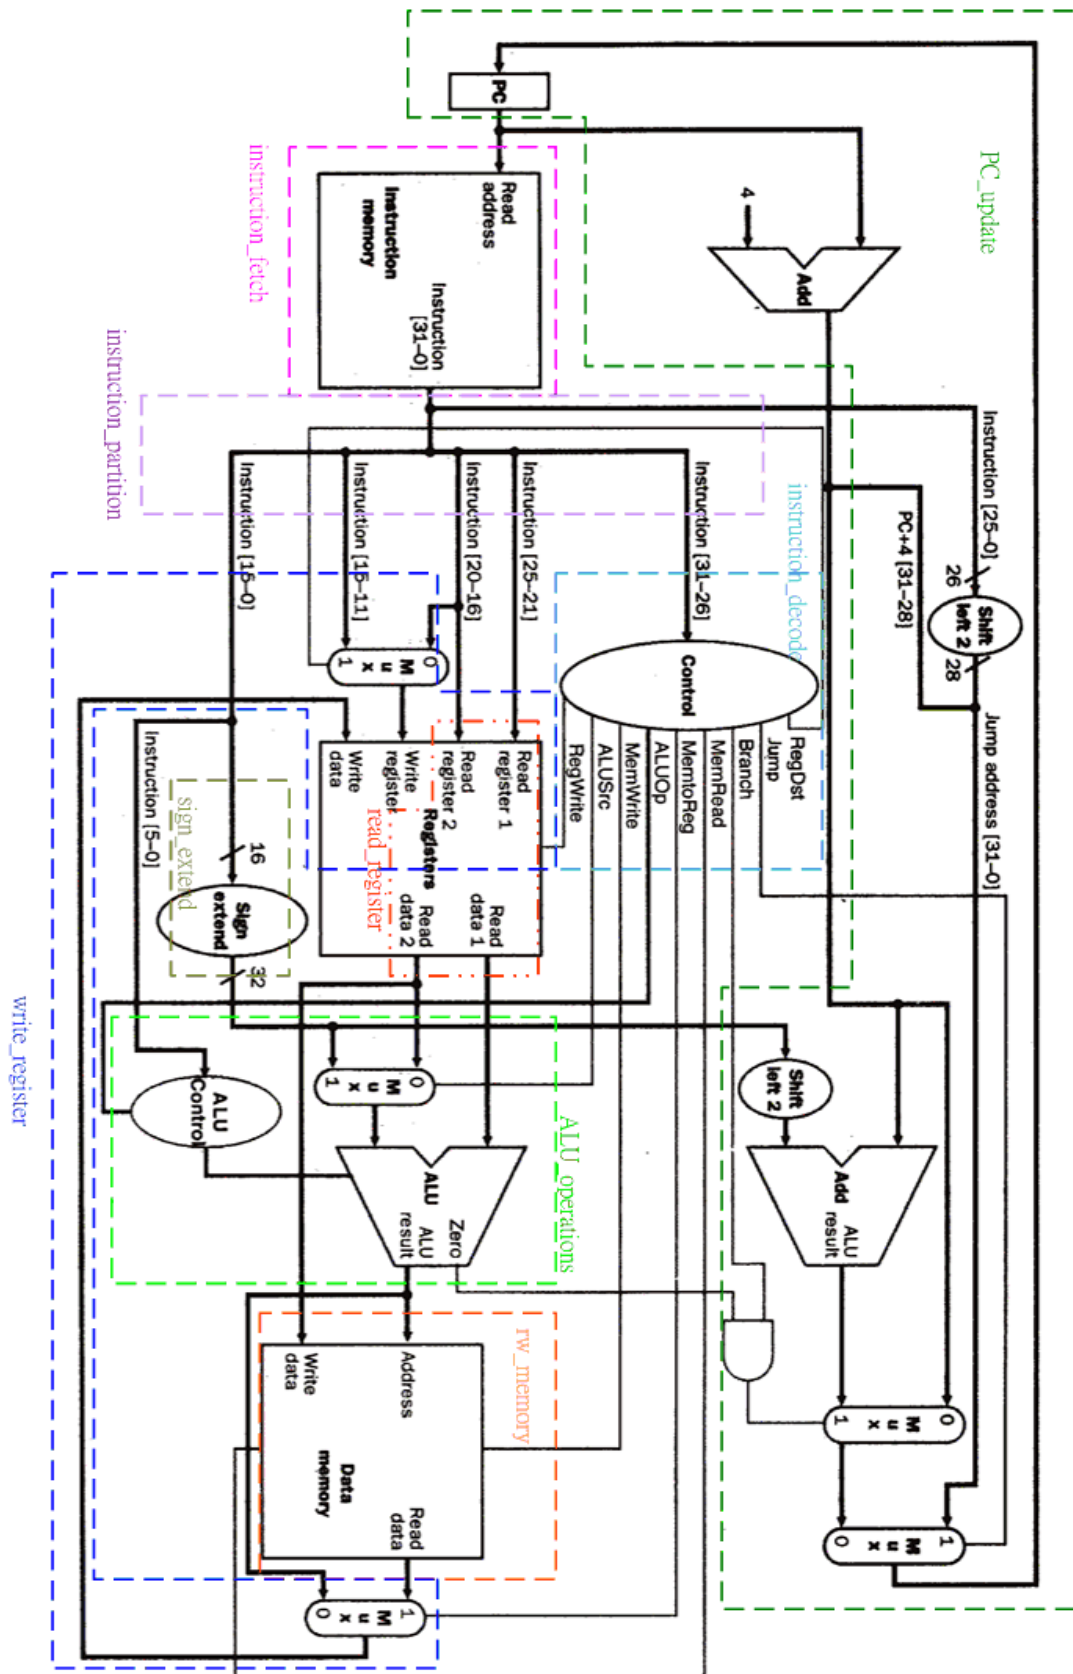 PC_update
PC
4
Add
instruction_fetch
Read
address
Instruction
memory
Instruction
[31–0]
instruction_partition
Instruction [25–0]
26
Shift
left 2
28
Jump address [31–0]
PC+4 [31–28]
instruction_decode
Instruction [31–26]
Instruction [25–21]
Instruction [20–16]
Instruction [15–11]
Instruction [15–0]
Control
RegDst
Jump
Branch
MemRead
MemtoReg
ALUOp
MemWrite
ALUSrc
RegWrite
0
M
u
x
1
Read
register 1
Read
register 2
Write
register
Write
data
Registers
Read
data 1
Read
data 2
read_register
sign_extend
16
Sign
extend
32
Instruction [5–0]
write_register
ALU_operations
0
M
u
x
1
ALU
Control
ALU
Zero
ALU
result
Shift
left 2
Add
ALU
result
rw_memory
Address
Write
data
Data
memory
Read
data
0
M
u
x
1
1
M
u
x
0
1
M
u
x
0